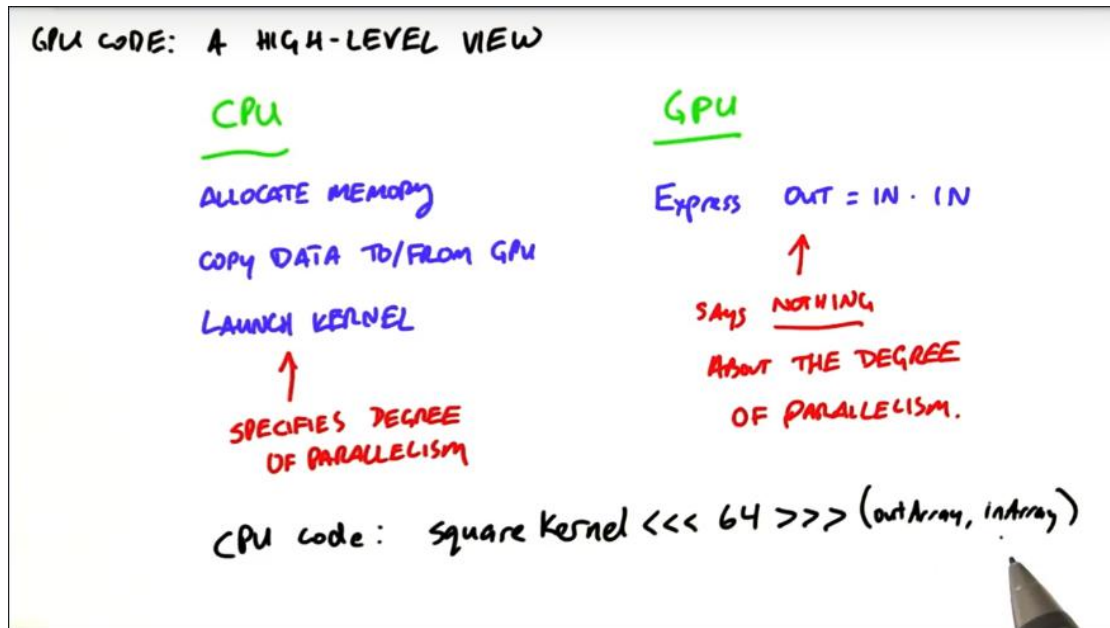 GPU CODE: A HIGH-LEVEL VIEW
CPU
GPU
ALLOCATE MEMORY
Express OUT = IN · IN
COPY DATA TO/FROM GPU
LAUNCH KERNEL
SAYS NOTHING
ABOUT THE DEGREE
OF PARALLELISM.
SPECIFIES DEGREE
OF PARALLELISM
CPU code: square Kernel <<< 64 >>> (outArray, inArray)